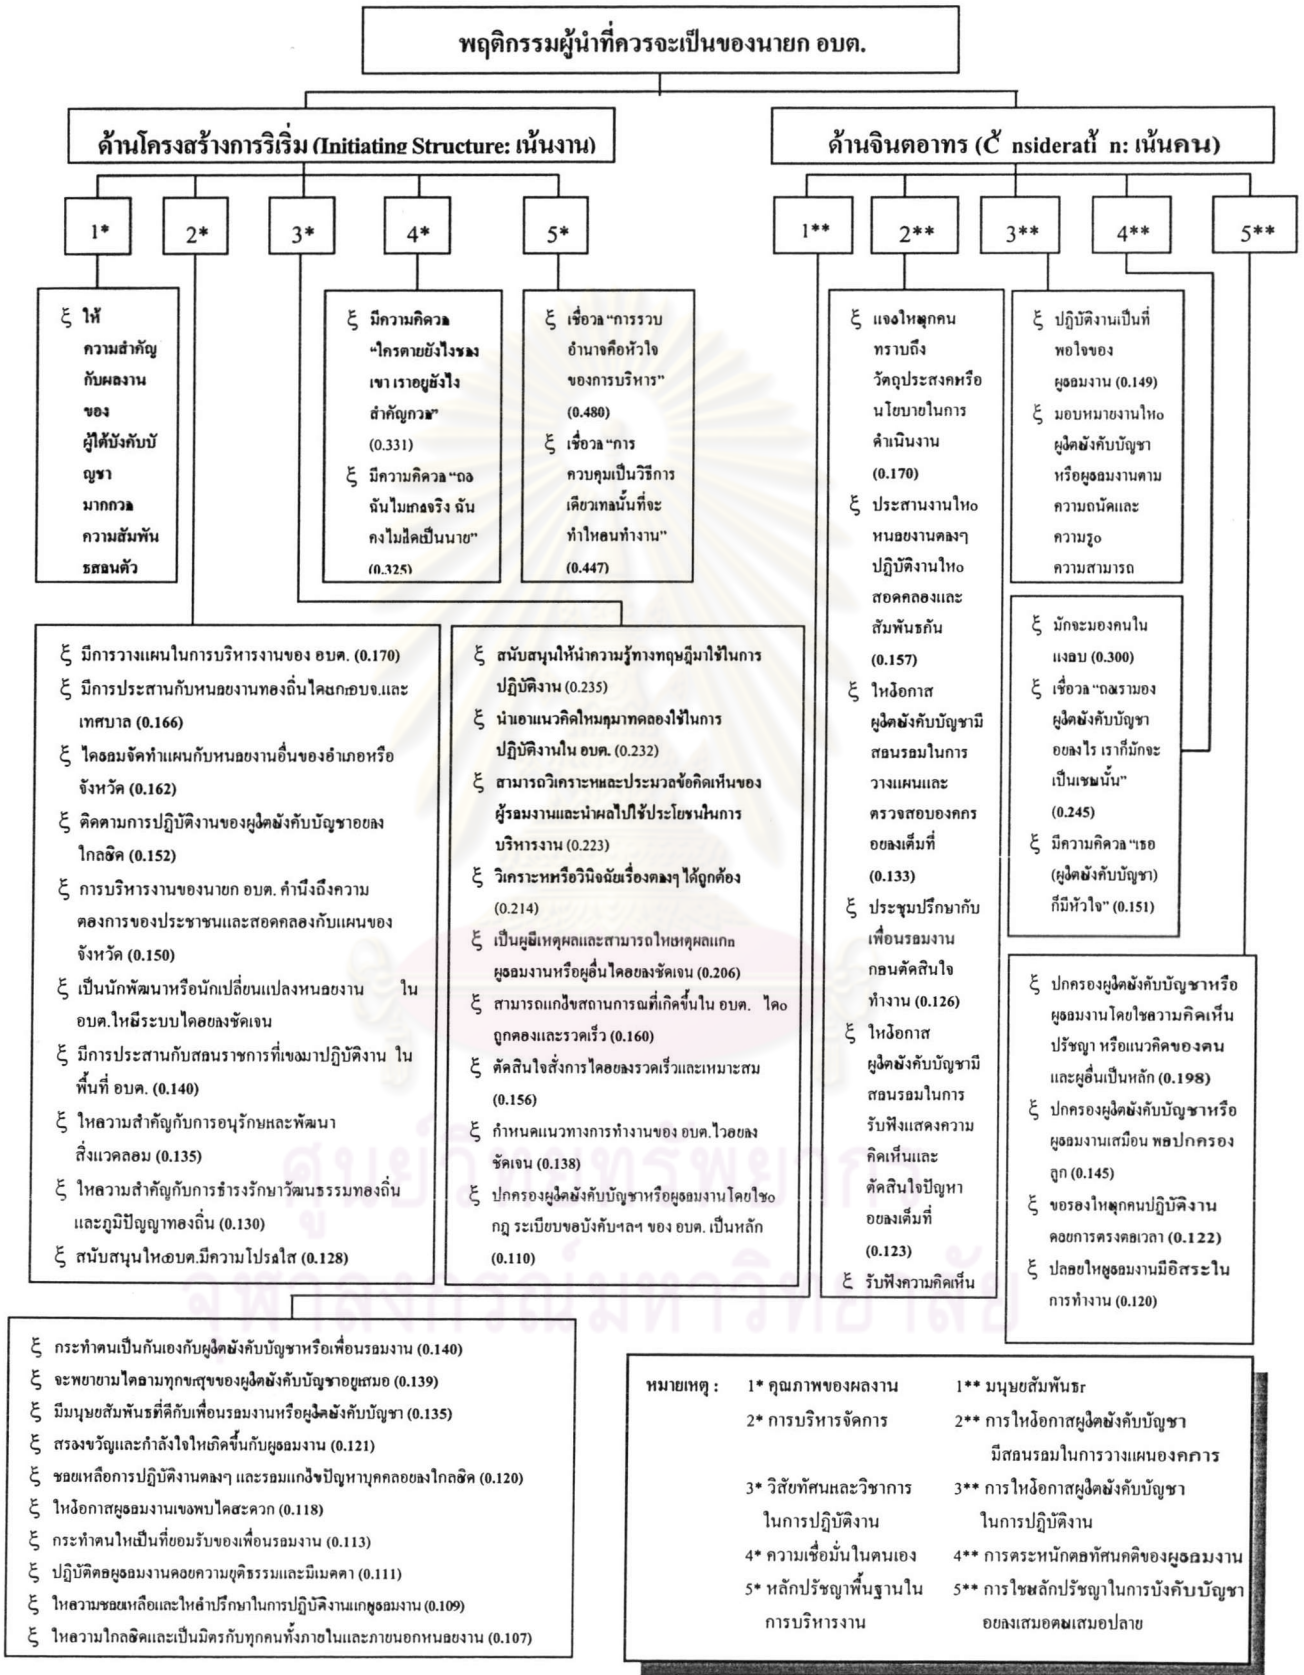 พฤติกรรมผู้นำที่ควรจะเป็นของนายก อบต.
ด้านโครงสร้างการริเริ่ม (Initiating Structure: เน้นงาน)
ด้านจินตอาทร (C้ nsiderati้ n: เน้นคน)
1*
2*
3*
4*
5*
1**
2**
3**
4**
5**
ξ ให้
ความสำคัญ
กับผลงาน
ของ
ผู้ใต้บังคับบั
ญชา
มากกวล
ความสัมพัน
ธสลนตัว
ξ มีความคิดวล
“ใครตายยังไงชลง
เขา เราอยูลยังไง
สำคัญกวล”
(0.331)
ξ มีความคิดวล “ถอ
ฉันไมเกลจริง ฉัน
คงไมไดเป็นนาย”
(0.325)
ξ เชื่อวล “การรวบ
อำนาจคือหัวใจ
ของการบริหาร”
(0.480)
ξ เชื่อวล “การ
ควบคุมเป็นวิธีการ
เดียวเทลนั้นที่จะ
ทำใหลนทำงาน”
(0.447)
ξ แจงใหทุกคน
ทราบถึง
วัตถุประสงคหรือ
นโยบายในการ
ดำเนินงาน
(0.170)
ξ ประสานงานใหo
หนลยงานตลงๆ
ปฏิบัติงานใหo
สอดคลองและ
สัมพันธกัน
(0.157)
ξ ใหโอกาส
ผูใตบังคับบัญชามี
สลนรลมในการ
วางแผนและ
ตรวจสอบองคกร
อยลงเต็มที่
(0.133)
ξ ประชุมปรึกษากับ
เพื่อนรลมงาน
กลนตัดสินใจ
ทำงาน (0.126)
ξ ใหโอกาส
ผูใตบังคับบัญชามี
สลนรลมในการ
รับฟังแสดงความ
คิดเห็นและ
ตัดสินใจปัญหา
อยลงเต็มที่
(0.123)
ξ รับฟังความคิดเห็น
ξ ปฏิบัติงานเป็นที่
พอใจของ
ผูรลมงาน (0.149)
ξ มอบหมายงานใหo
ผูใตบังคับบัญชา
หรือผูรลมงานตาม
ความถนัดและ
ความรูo
ความสามารถ
ξ มักจะมองคนใน
แงลบ (0.300)
ξ เชื่อวล “ถลเรามอง
ผูใตบังคับบัญชา
อยลงไร เราก็มักจะ
เป็นเชลนั้น”
(0.245)
ξ มีความคิดวล “เธอ
(ผูใตบังคับบัญชา)
ก็มีหัวใจ” (0.151)
ξ ปกครองผูใตบังคับบัญชาหรือ
ผูรลมงานโดยใชความคิดเห็น
ปรัชญา หรือแนวคิดของตน
และผูอื่นเป็นหลัก (0.198)
ξ ปกครองผูใตบังคับบัญชาหรือ
ผูรลมงานเสมือน พลปกครอง
ลูก (0.145)
ξ ขอรองใหทุกคนปฏิบัติงาน
ดอยการตรงตลเวลา (0.122)
ξ ปลลยใหผูรลมงานมีอิสระใน
การทำงาน (0.120)
ξ มีการวางแผนในการบริหารงานของ อบต. (0.170)
ξ มีการประสานกับหนลยงานทองถิ่นไดแกอบจ.และ
เทศบาล (0.166)
ξ ไดรลมจัดทำแผนกับหนลยงานอื่นของอำเภอหรือ
จังหวัด (0.162)
ξ ติดตามการปฏิบัติงานของผูใตบังคับบัญชาอยลง
ใกลชิด (0.152)
ξ การบริหารงานของนายก อบต. คำนึงถึงความ
ตองการของประชาชนและสอดคลองกับแผนของ
จังหวัด (0.150)
ξ เป็นนักพัฒนาหรือนักเปลี่ยนแปลงหนลยงาน ใน
อบต.ใหมีระบบไดอยลงชัดเจน
ξ มีการประสานกับสลนราชการที่เขลมาปฏิบัติงาน ใน
พื้นที่ อบต. (0.140)
ξ ใหความสำคัญกับการอนุรักษและพัฒนา
สิ่งแวดลอม (0.135)
ξ ใหความสำคัญกับการธำรงรักษาวัฒนธรรมทองถิ่น
และภูมิปัญญาทองถิ่น (0.130)
ξ สนับสนุนใหอบต.มีความโปรลใส (0.128)
ξ สนับสนุนให้นำความรู้ทางทฤษฎีมาใช้ในการ
ปฏิบัติงาน (0.235)
ξ นำเอาแนวคิดใหมๆมาทดลองใช้ในการ
ปฏิบัติงานใน อบต. (0.232)
ξ สามารถวิเคราะหและประมวลข้อคิดเห็นของ
ผู้รลมงานและนำผลไปใช้ประโยชนในการ
บริหารงาน (0.223)
ξ วิเคราะหหรือวินิจฉัยเรื่องตลงๆ ได้ถูกต้อง
(0.214)
ξ เป็นผูมีเหตุผลและสามารถใหเหตุผลแกล
ผูรลมงานหรือผูอื่นไดอยลงชัดเจน (0.206)
ξ สามารถแกไขสถานการณที่เกิดขึ้นใน อบต. ไดo
ถูกตองและรวดเร็ว (0.160)
ξ ตัดสินใจสั่งการไดอยลงรวดเร็วและเหมาะสม
(0.156)
ξ กำหนดแนวทางการทำงานของ อบต.ไวอยลง
ชัดเจน (0.138)
ξ ปกครองผูใตบังคับบัญชาหรือผูรลมงานโดยใชo
กฎ ระเบียบขอบังคับฯลฯ ของ อบต. เป็นหลัก
(0.110)
ξ กระทำตนเป็นกันเองกับผูใตบังคับบัญชาหรือเพื่อนรลมงาน (0.140)
ξ จะพยายามไตลามทุกขสุขของผูใตบังคับบัญชาอยูเสมอ (0.139)
ξ มีมนุษยสัมพันธที่ดีกับเพื่อนรลมงานหรือผูใตบังคับบัญชา (0.135)
ξ สรลงขวัญและกำลังใจใหเกิดขึ้นกับผูรลมงาน (0.121)
ξ ชลยเหลือการปฏิบัติงานตลงๆ และรลมแกไขปัญหาบุคคลอยลงใกลชิด (0.120)
ξ ใหโอกาสผูรลมงานเขลพบไดสะดวก (0.118)
ξ กระทำตนใหเป็นที่ยอมรับของเพื่อนรลมงาน (0.113)
ξ ปฏิบัติตลผูรลมงานดอยความยุติธรรมและมีเมตตา (0.111)
ξ ใหความชลยเหลือและใหคำปรึกษาในการปฏิบัติงานแกผูรลมงาน (0.109)
ξ ใหความใกลชิดและเป็นมิตรกับทุกคนทั้งภายในและภายนอกหนลยงาน (0.107)
หมายเหตุ : 1* คุณภาพของผลงาน 1** มนุษยสัมพันธr
2* การบริหารจัดการ 2** การใหโอกาสผูใตบังคับบัญชา
มีสลนรลมในการวางแผนองคการ
3* วิสัยทัศนและวิชาการ 3** การใหโอกาสผูใตบังคับบัญชา
ในการปฏิบัติงาน ในการปฏิบัติงาน
4* ความเชื่อมั่นในตนเอง 4** การตระหนักตลทัศนคติของผูรลมงาน
5* หลักปรัชญาพื้นฐานใน 5** การใชหลักปรัชญาในการบังคับบัญชา
การบริหารงาน อยลงเสมอตนเสมอปลาย
ศูนย์วิทยทรัพยากร
จุฬาลงกรณ์มหาวิทยาลัย